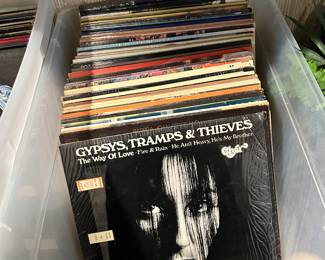 GYPSYS, TRAMPS & THIEVES
The Way Of Love · Fire & Rain · He Ain't Heavy, He's My Brother
Cher